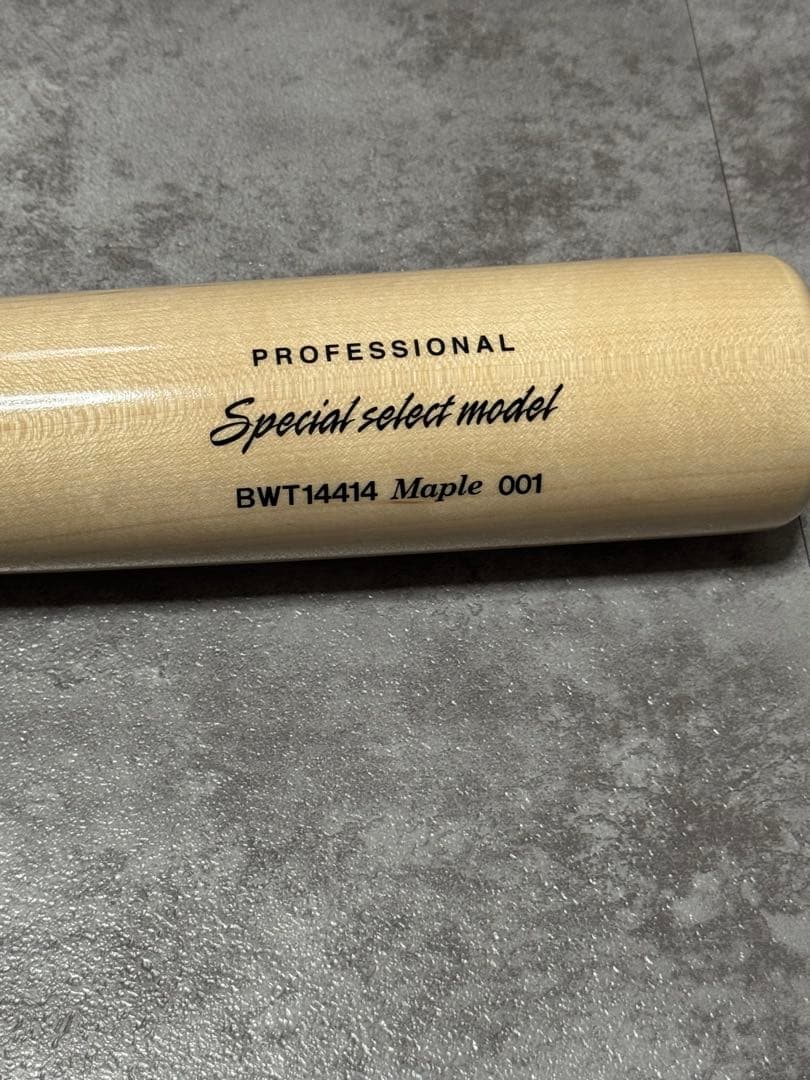 PROFESSIONAL
Special select model
BWT14414 Maple 001